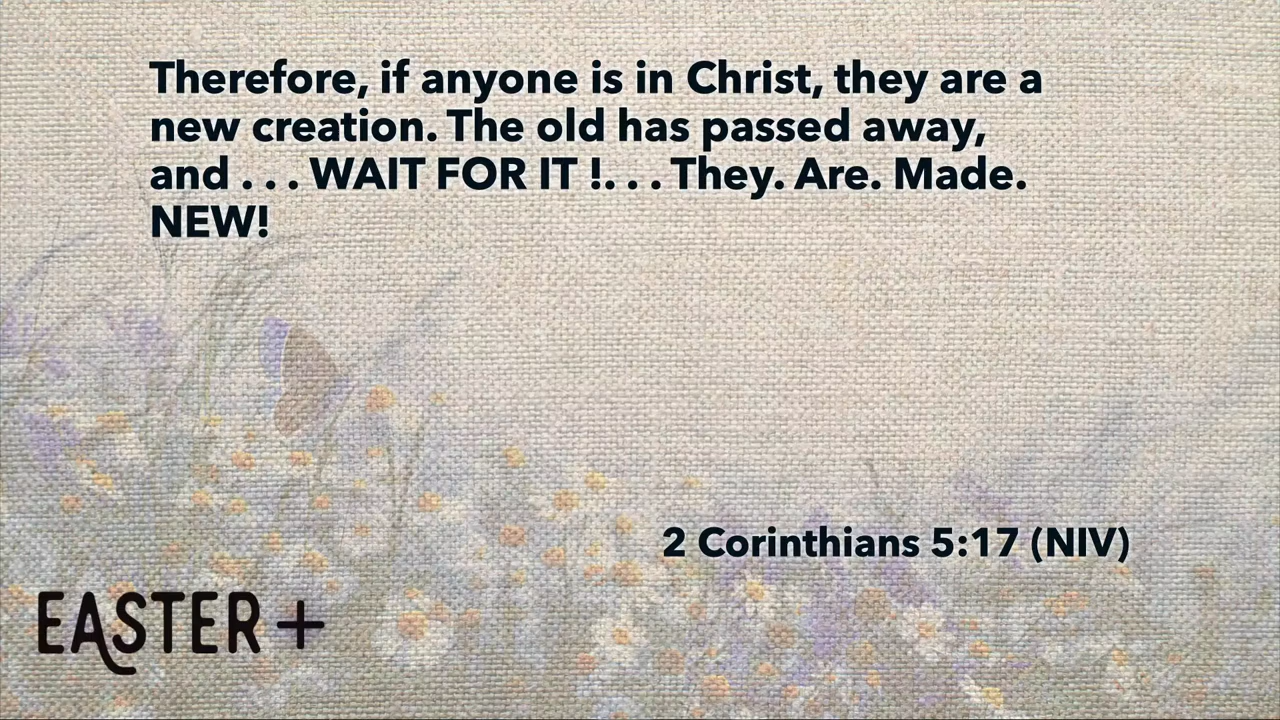 Therefore, if anyone is in Christ, they are a
new creation. The old has passed away,
and . . . WAIT FOR IT !. . . They. Are. Made.
NEW!
2 Corinthians 5:17 (NIV)
EASTER +